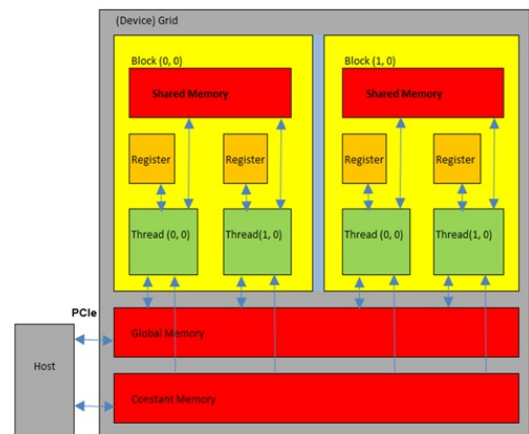 (Device) Grid
Block (0, 0)
Block (1, 0)
Shared Memory
Shared Memory
Register
Register
Register
Register
Thread (0, 0)
Thread(1, 0)
Thread (0, 0)
Thread(1, 0)
PCIe
Global Memory
Host
Constant Memory